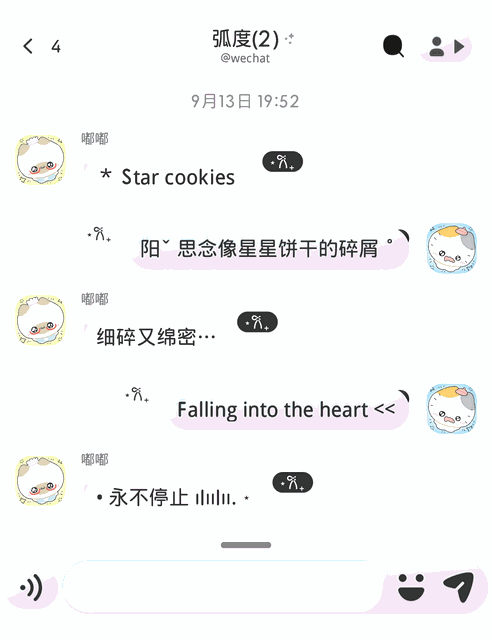 4
弧度(2)
@wechat
9月13日 19:52
嘟嘟
* Star cookies
阳ˇ 思念像星星饼干的碎屑 °
嘟嘟
细碎又绵密…
Falling into the heart <<
嘟嘟
• 永不停止 ılıılıı. ⋆